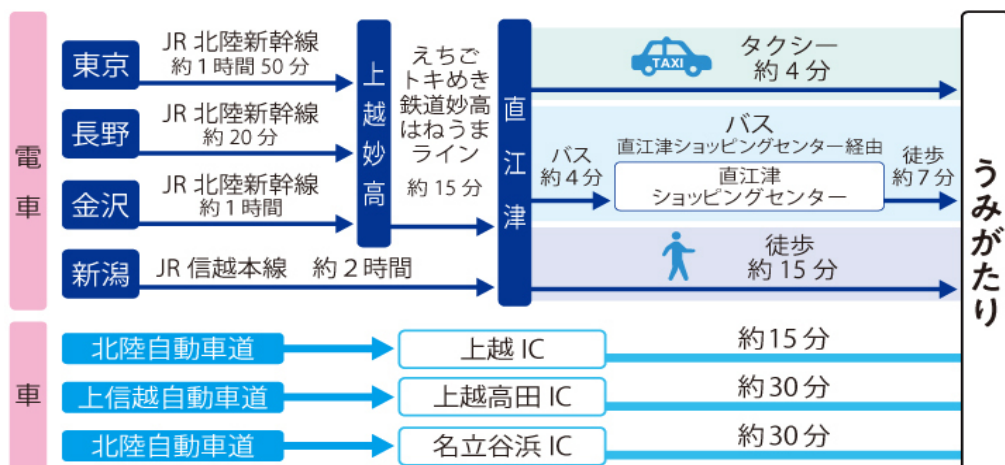 電車
東京
JR 北陸新幹線
約1時間 50 分
長野
JR 北陸新幹線
約 20 分
金沢
JR 北陸新幹線
約1時間
新潟
JR 信越本線 約2時間
上越妙高
えちご
トキめき
鉄道妙高
はねうま
ライン
約 15 分
直江津
TAXI
タクシー
約 4 分
バス
直江津ショッピングセンター経由
バス
約4分
直江津
ショッピングセンター
徒歩
約7分
徒歩
約 15 分
うみがたり
車
北陸自動車道
上越 IC
約15分
上信越自動車道
上越高田 IC
約30分
北陸自動車道
名立谷浜 IC
約30分